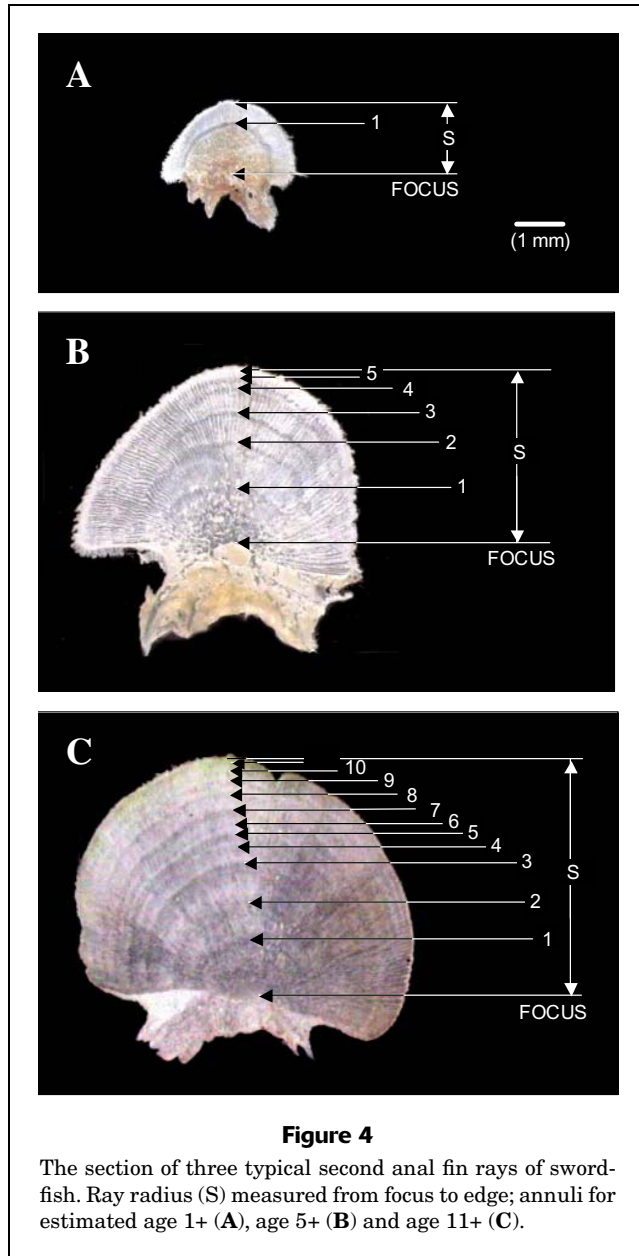 A
1
S
FOCUS
(1 mm)
B
5
4
3
2
S
1
FOCUS
C
10
9
8
7
6
5
4
3
S
2
1
FOCUS
Figure 4
The section of three typical second anal fin rays of sword-
fish. Ray radius (S) measured from focus to edge; annuli for
estimated age 1+ (A), age 5+ (B) and age 11+ (C).